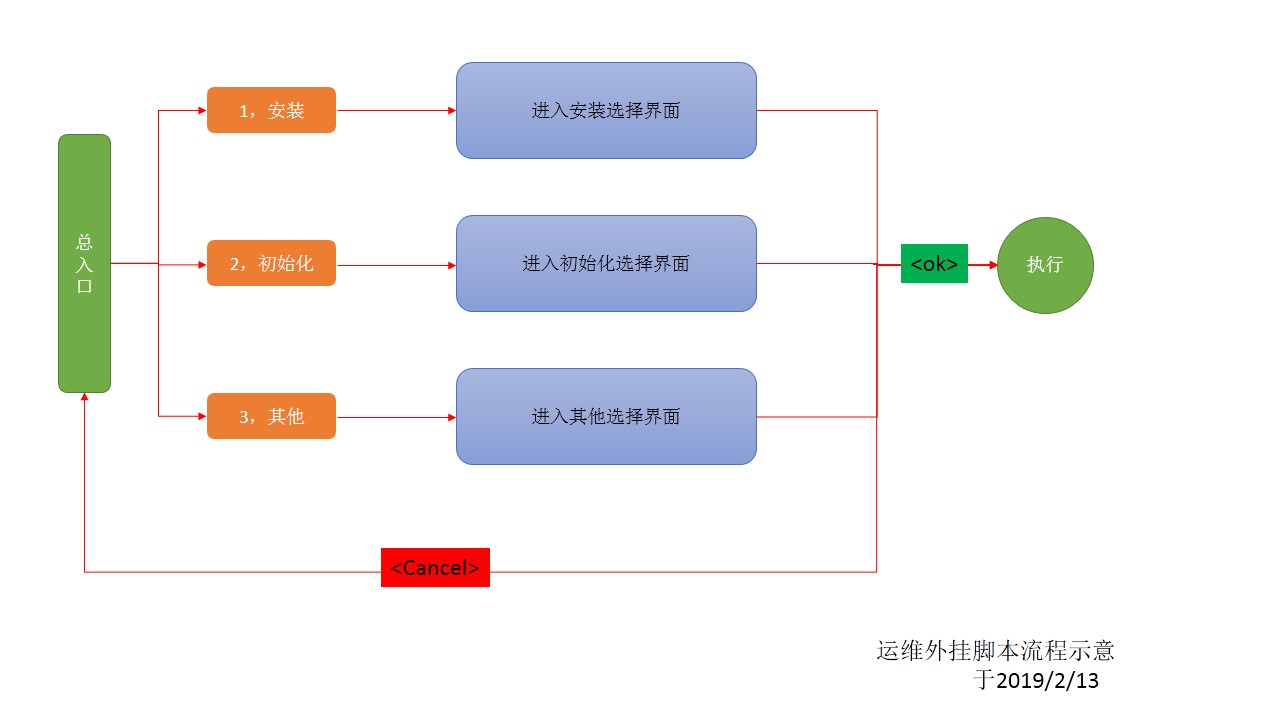 总
入
口
1，安装
进入安装选择界面
2，初始化
进入初始化选择界面
3，其他
进入其他选择界面
<ok>
执行
<Cancel>
运维外挂脚本流程示意
于2019/2/13